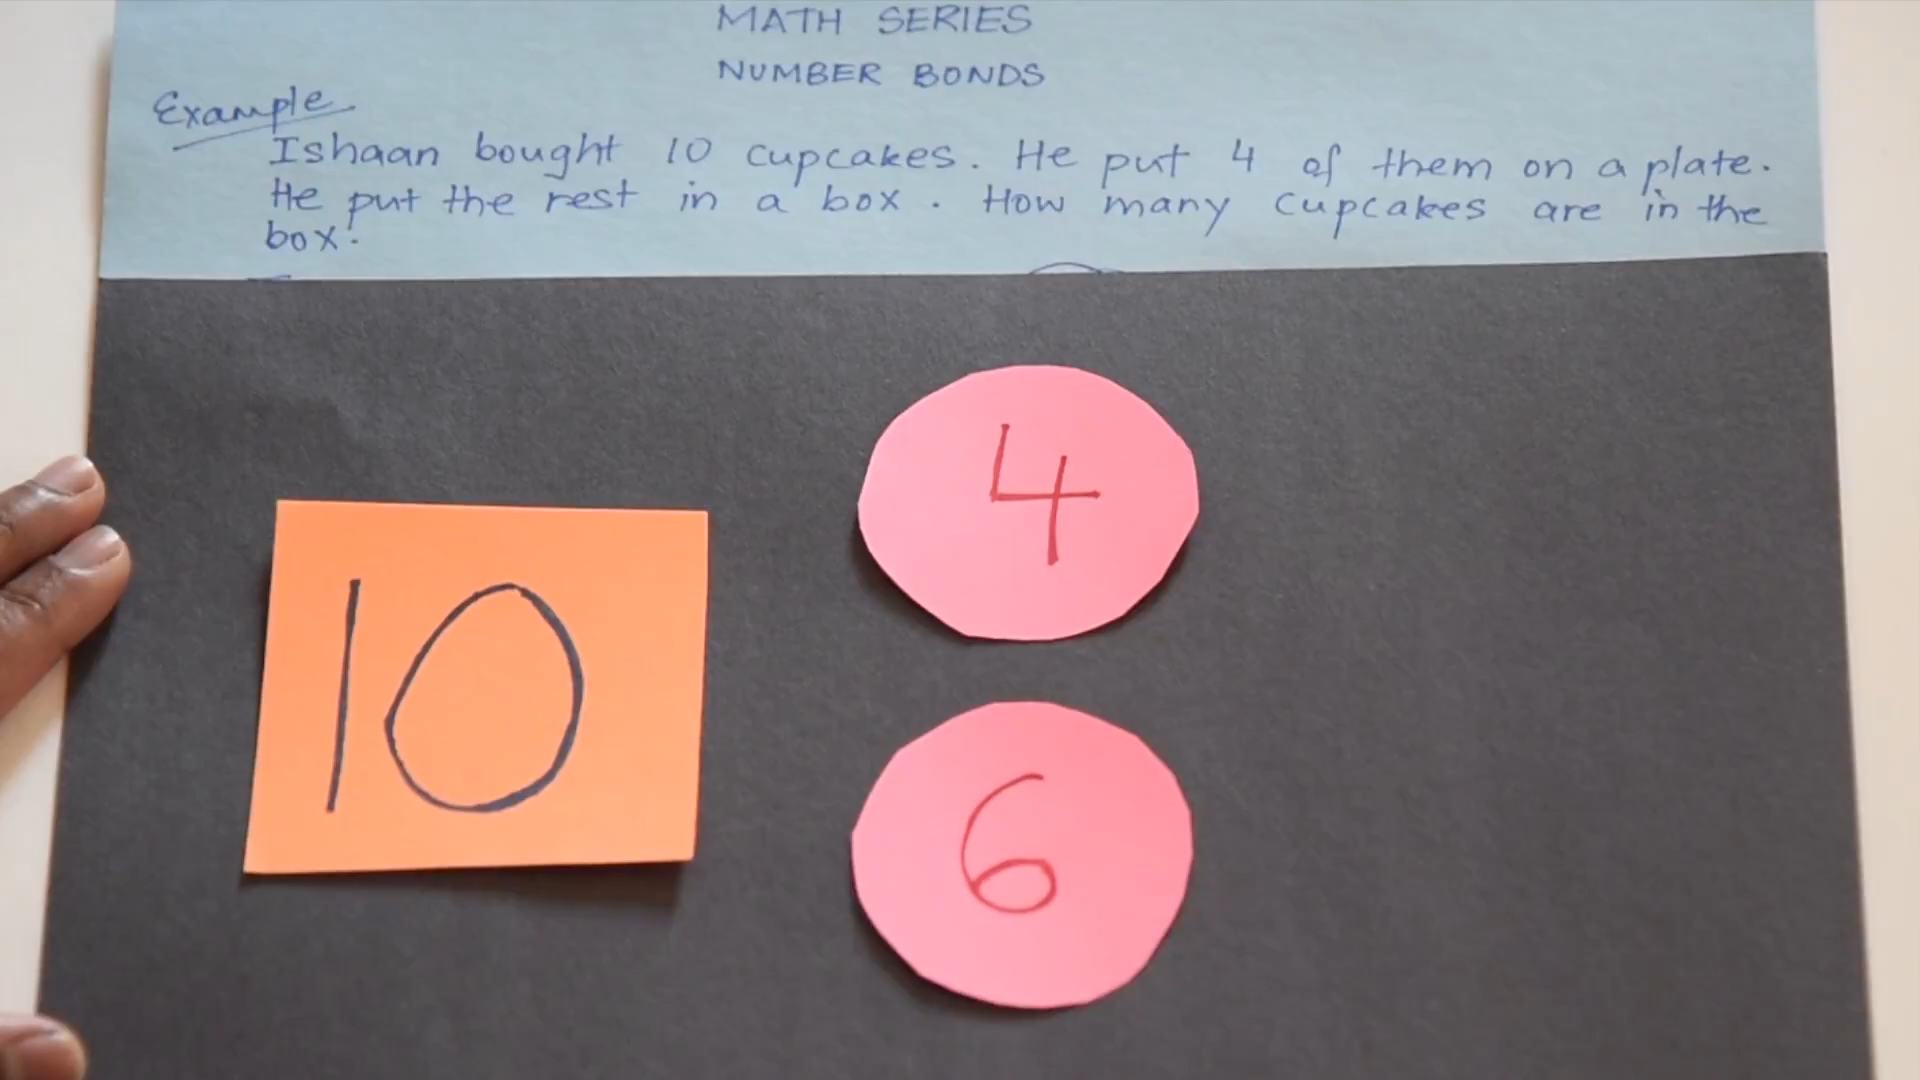 MATH SERIES
NUMBER BONDS
Example
Ishaan bought 10 cupcakes. He put 4 of them on a plate.
He put the rest in a box. How many cupcakes are in the
box?
4
10
6